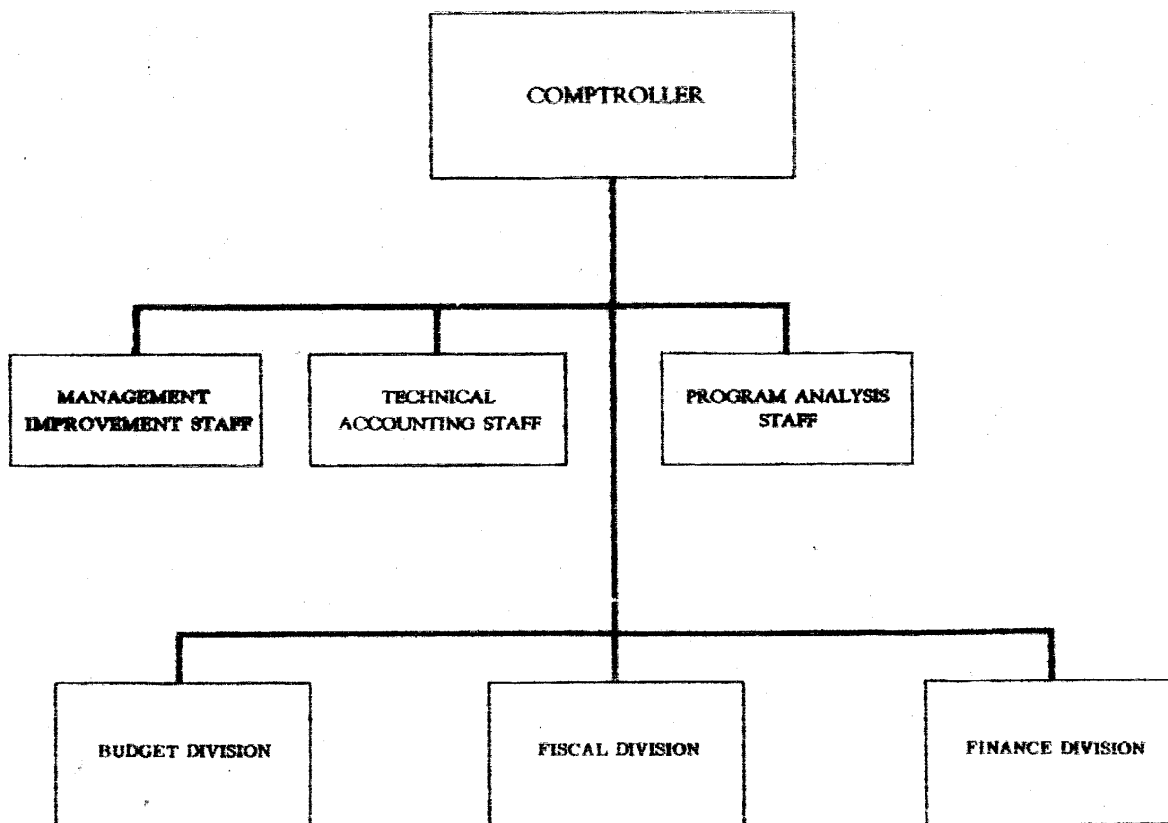 COMPTROLLER
MANAGEMENT
IMPROVEMENT STAFF
TECHNICAL
ACCOUNTING STAFF
PROGRAM ANALYSIS
STAFF
BUDGET DIVISION
FISCAL DIVISION
FINANCE DIVISION